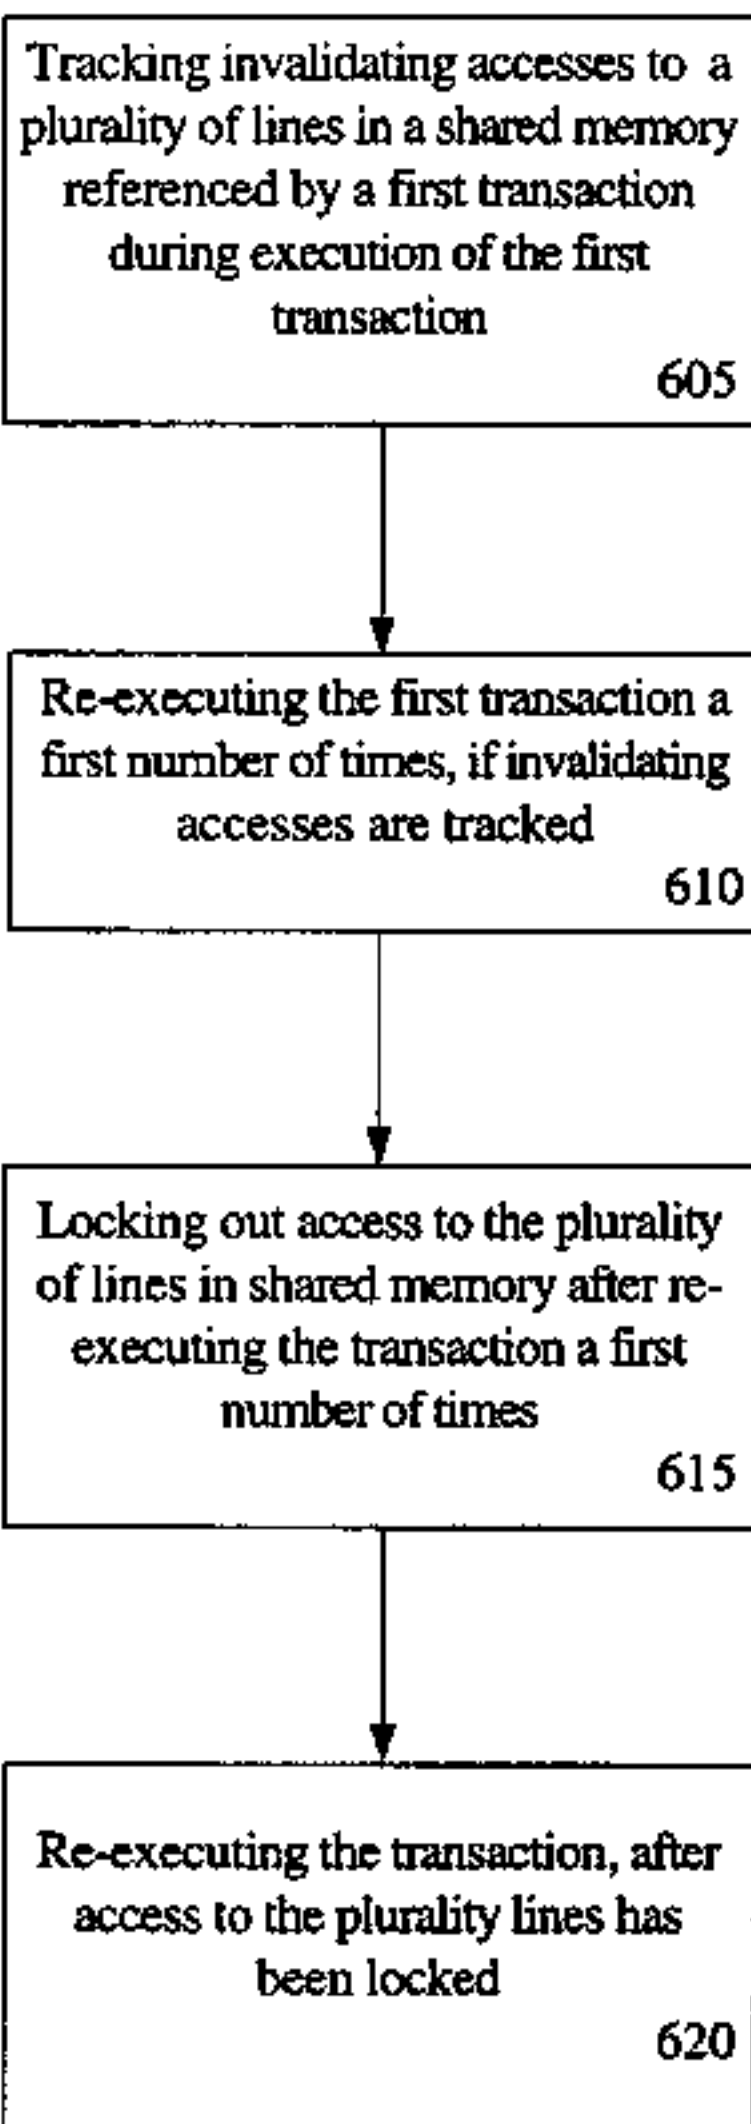 Tracking invalidating accesses to a
plurality of lines in a shared memory
referenced by a first transaction
during execution of the first
transaction
605
Re-executing the first transaction a
first number of times, if invalidating
accesses are tracked
610
Locking out access to the plurality
of lines in shared memory after re-
executing the transaction a first
number of times
615
Re-executing the transaction, after
access to the plurality lines has
been locked
620